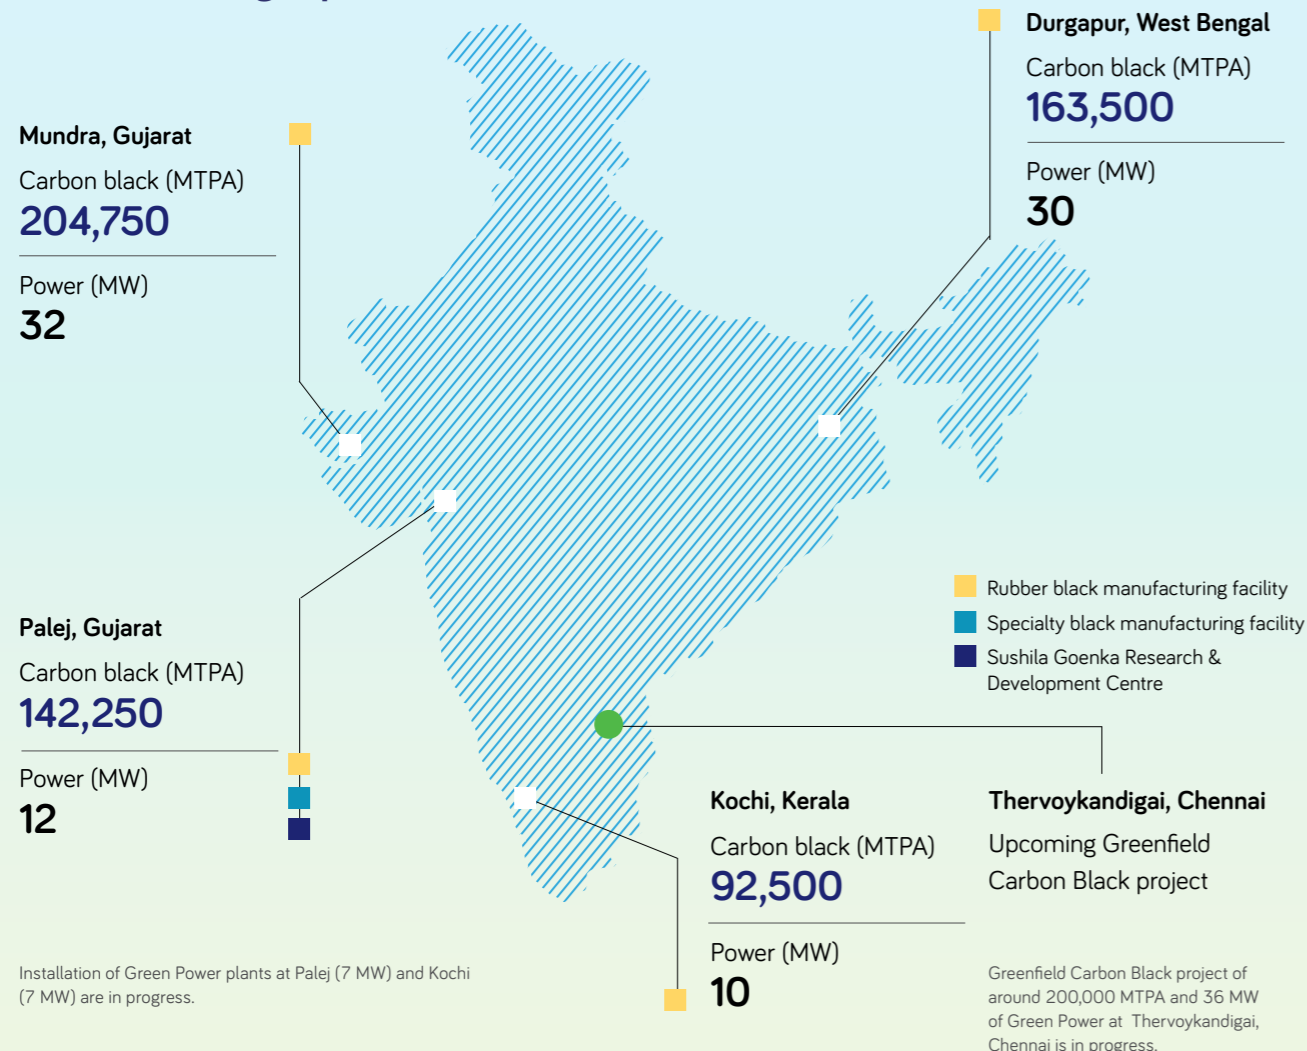 Durgapur, West Bengal
Carbon black (MTPA)
163,500
Power (MW)
30
Mundra, Gujarat
Carbon black (MTPA)
204,750
Power (MW)
32
Rubber black manufacturing facility
Specialty black manufacturing facility
Sushila Goenka Research &
Development Centre
Palej, Gujarat
Carbon black (MTPA)
142,250
Power (MW)
12
Kochi, Kerala
Carbon black (MTPA)
92,500
Power (MW)
10
Thervoykandigai, Chennai
Upcoming Greenfield
Carbon Black project
Installation of Green Power plants at Palej (7 MW) and Kochi
(7 MW) are in progress.
Greenfield Carbon Black project of
around 200,000 MTPA and 36 MW
of Green Power at Thervoykandigai,
Chennai is in progress.